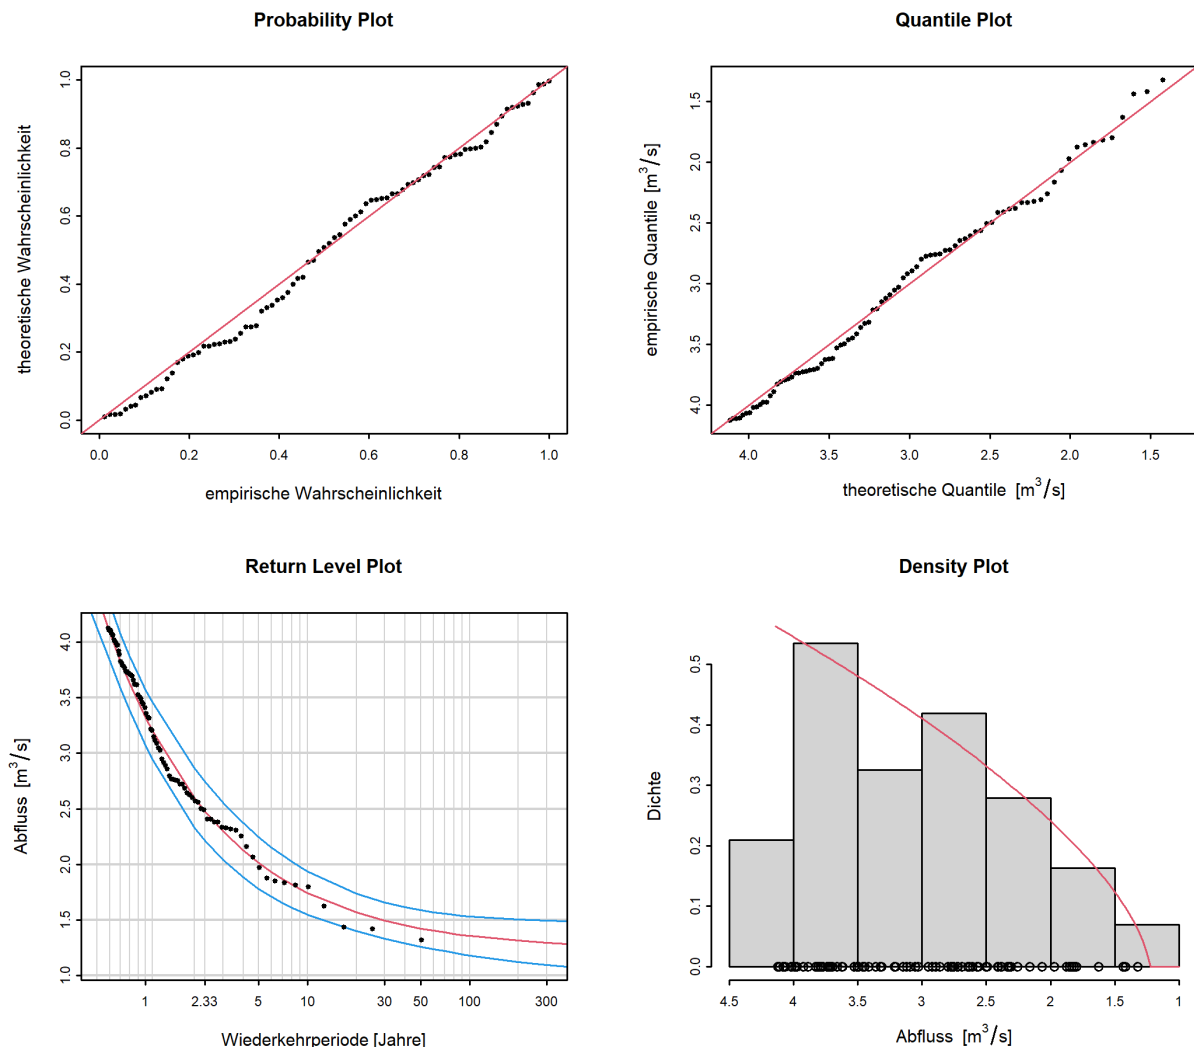 Probability Plot
theoretische Wahrscheinlichkeit
1.0
0.8
0.6
0.4
0.2
0.0
0.0 0.2 0.4 0.6 0.8 1.0
empirische Wahrscheinlichkeit
Quantile Plot
empirische Quantile [m³/s]
1.5
2.0
2.5
3.0
3.5
4.0
4.0 3.5 3.0 2.5 2.0 1.5
theoretische Quantile [m³/s]
Return Level Plot
Abfluss [m³/s]
4.0
3.5
3.0
2.5
2.0
1.5
1.0
1 2.33 5 10 30 50 100 300
Wiederkehrperiode [Jahre]
Density Plot
Dichte
0.5
0.4
0.3
0.2
0.1
0.0
4.5 4 3.5 3 2.5 2 1.5 1
Abfluss [m³/s]